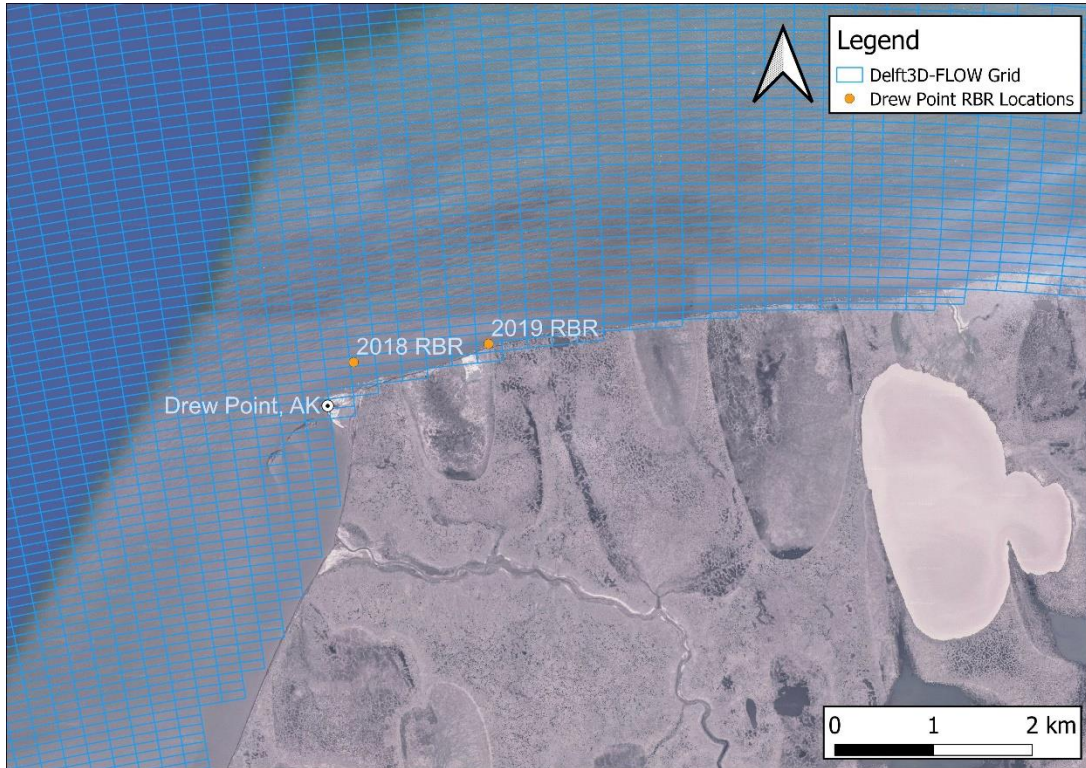 Legend
Delft3D-FLOW Grid
Drew Point RBR Locations
2019 RBR
2018 RBR
Drew Point, AK
0 1 2 km